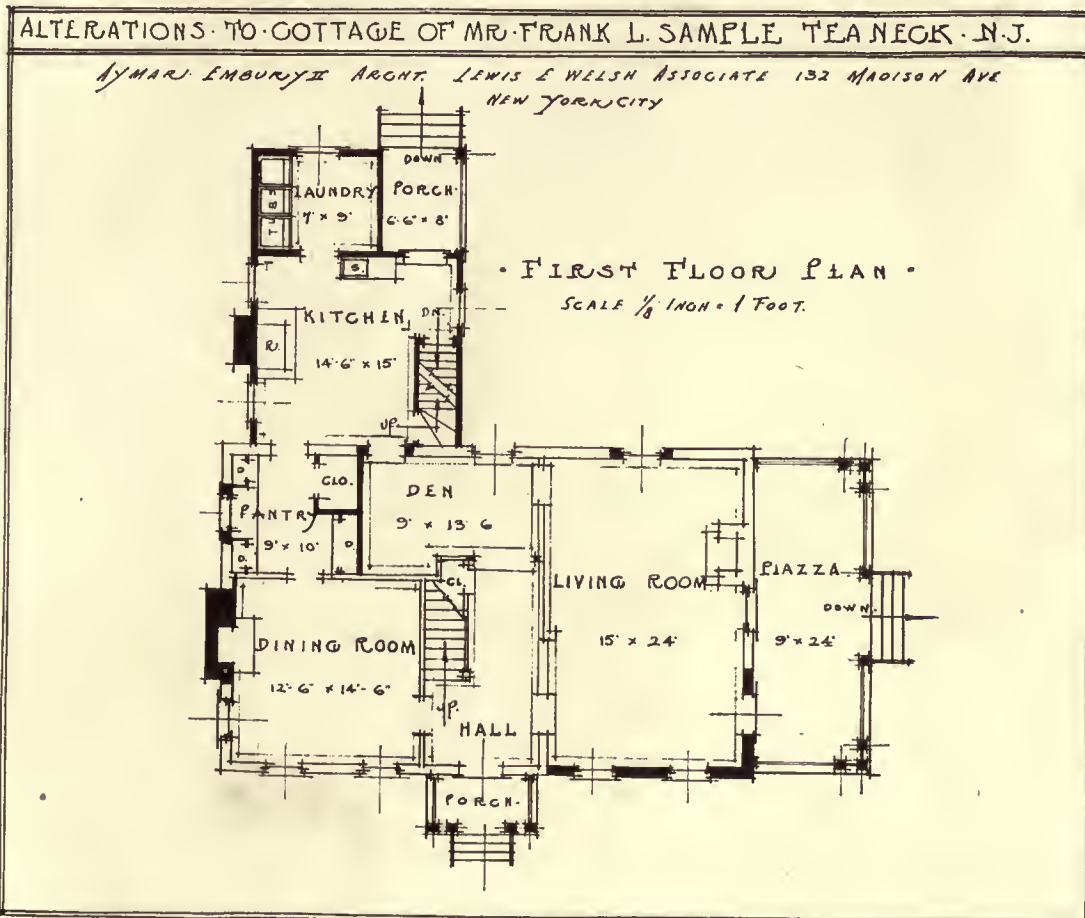 ALTERATIONS·TO·COTTAGE OF MR·FRANK L. SAMPLE TEANECK·N.J.
AYMAR EMBURY II ARCHT. LEWIS E WELSH ASSOCIATE 132 MADISON AVE
NEW YORK CITY
DOWN
LAUNDRY
7' × 9'
TUBS
PORCH·
6'·6" × 8'
S.
· FIRST FLOOR PLAN ·
SCALE 1/8 INCH = 1 FOOT.
KITCHEN
DN.
R.
14'·6" × 15'
UP.
D.
CLO.
DEN
9' × 13' 6
PANTRY
9' × 10'
D.
D.
CL.
LIVING ROOM
15' × 24'
PIAZZA
9' × 24'
DOWN.
DINING ROOM
12'·6" × 14'-6"
UP.
HALL
PORCH·